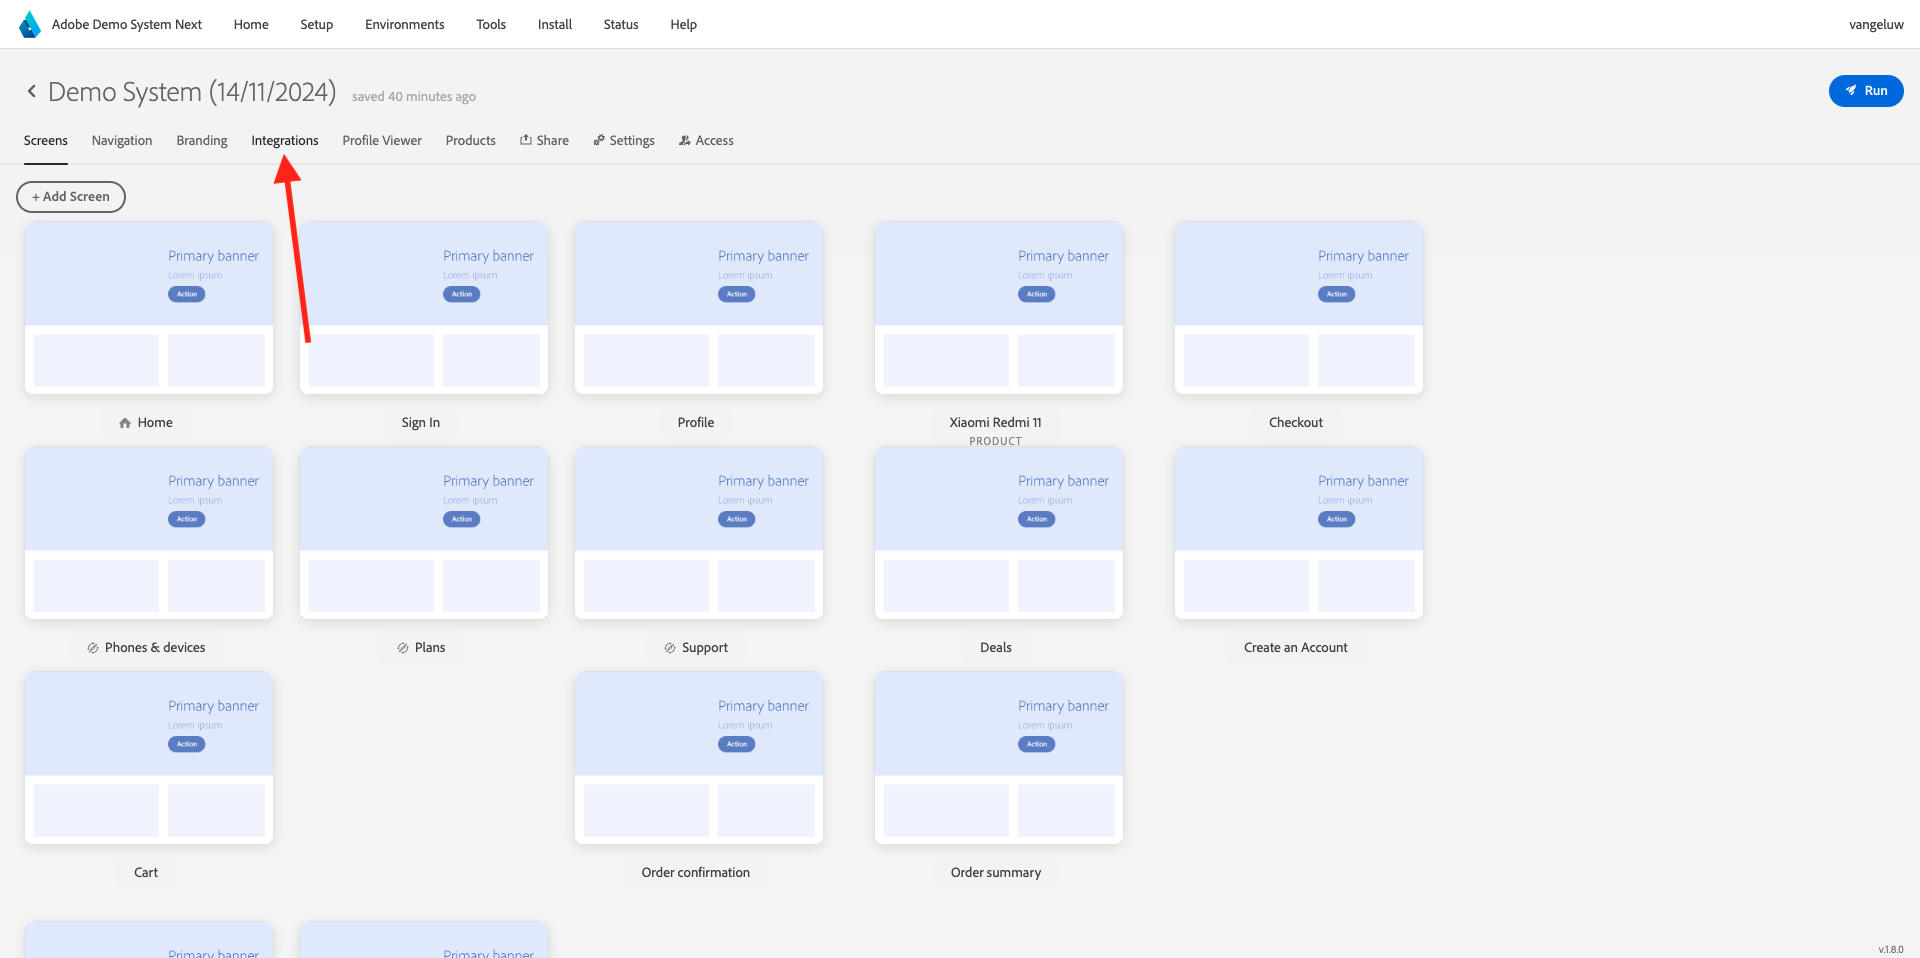 Adobe Demo System Next Home Setup Environments Tools Install Status Help vangeluw
Demo System (14/11/2024) saved 40 minutes ago Run
Screens Navigation Branding Integrations Profile Viewer Products Share Settings Access
+ Add Screen
Primary banner Primary banner Primary banner Primary banner Primary banner
Lorem ipsum Lorem ipsum Lorem ipsum Lorem ipsum Lorem ipsum
Action Action Action Action Action
Home Sign In Profile Xiaomi Redmi 11 Checkout
PRODUCT
Primary banner Primary banner Primary banner Primary banner Primary banner
Lorem ipsum Lorem ipsum Lorem ipsum Lorem ipsum Lorem ipsum
Action Action Action Action Action
Phones & devices Plans Support Deals Create an Account
Primary banner Primary banner Primary banner
Lorem ipsum Lorem ipsum Lorem ipsum
Action Action Action
Cart Order confirmation Order summary
Primary banner Primary banner
v.1.8.0